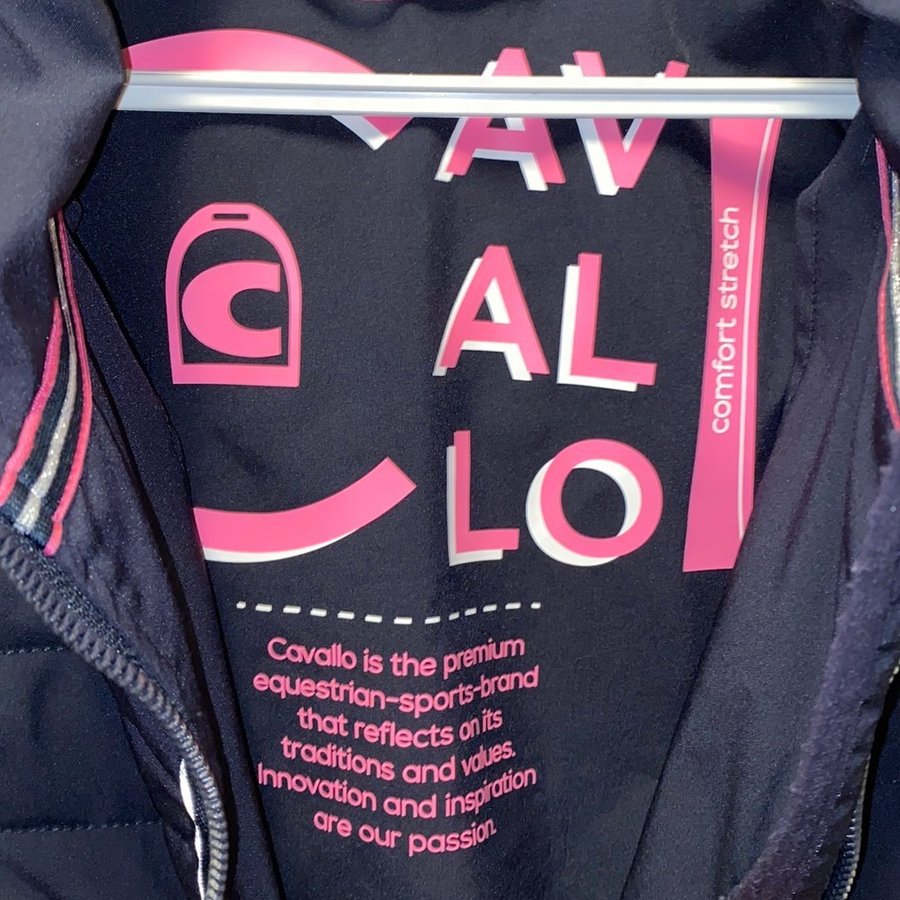 C
AV
AL
LO
C
comfort stretch
Cavallo is the premium
equestrian-sports-brand
that reflects on its
traditions and values.
Innovation and inspiration
are our passion.